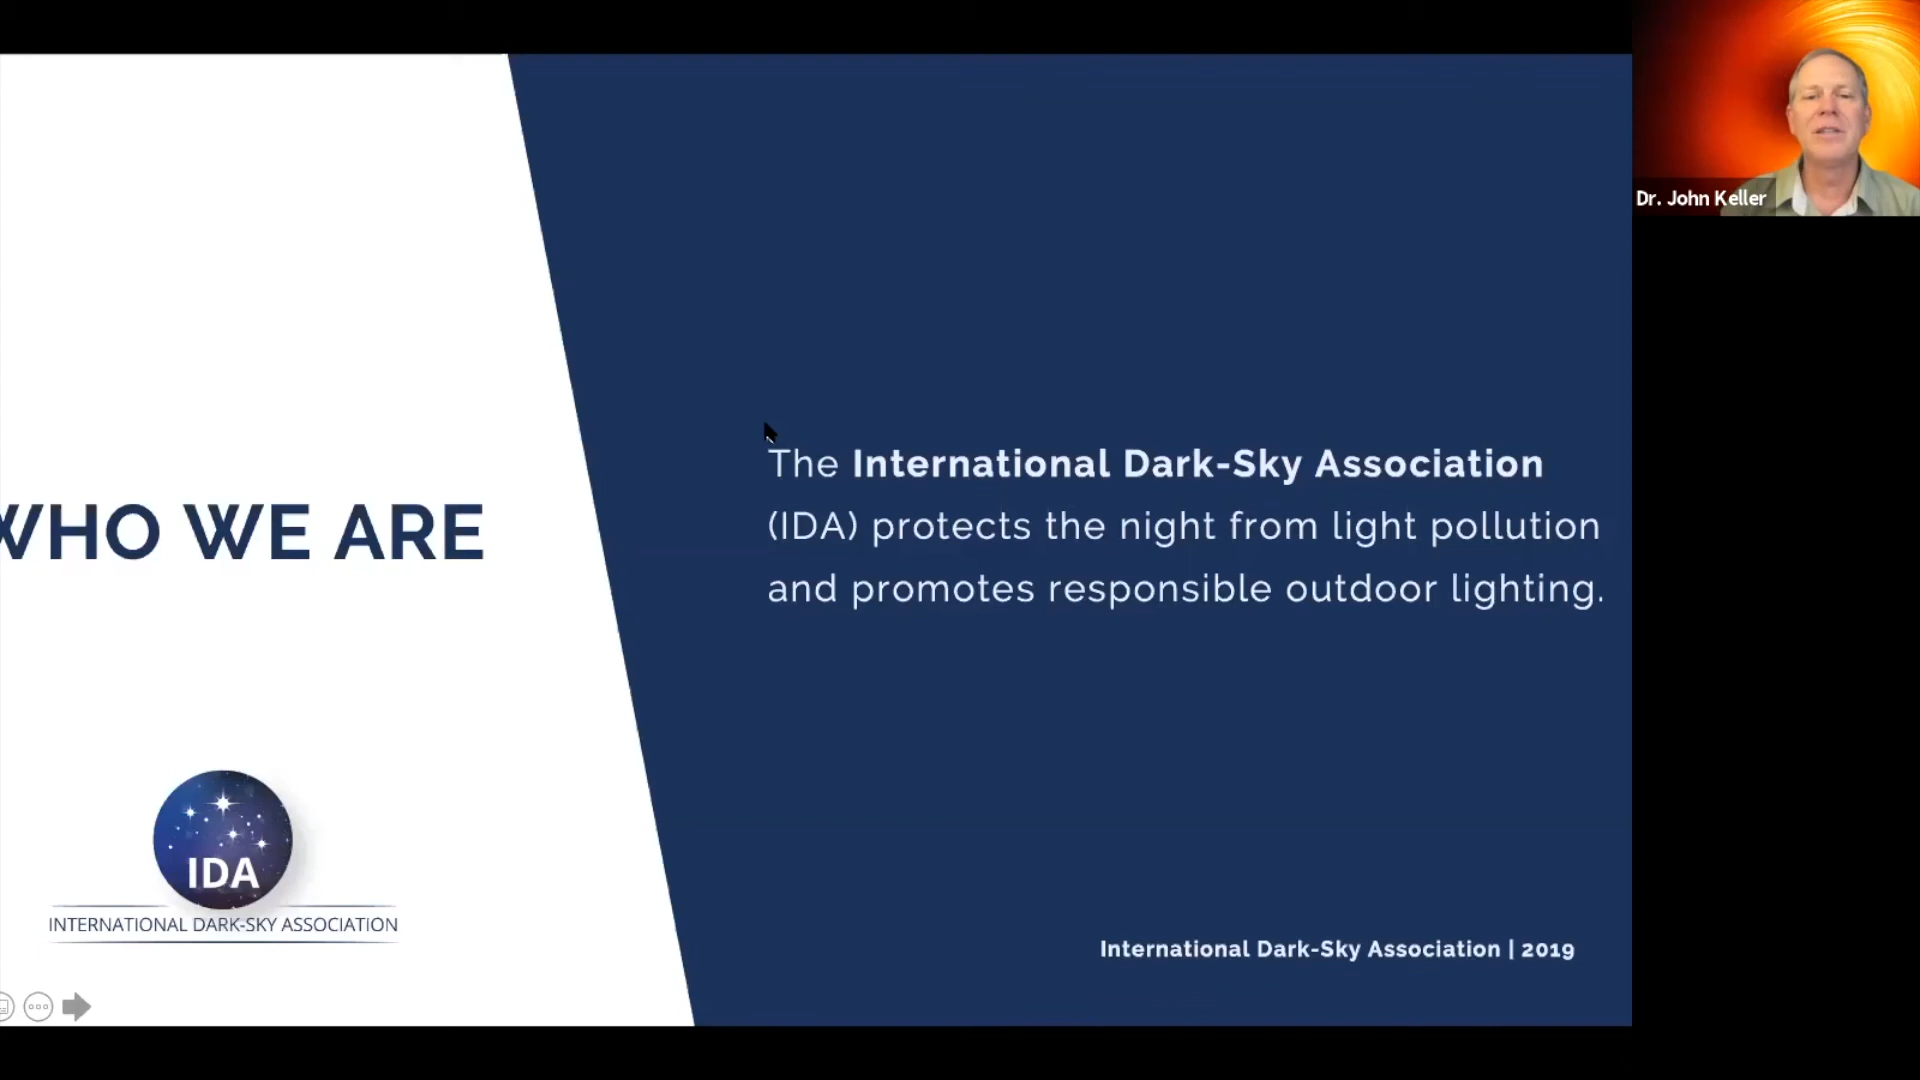 WHO WE ARE
The International Dark-Sky Association
(IDA) protects the night from light pollution
and promotes responsible outdoor lighting.
IDA
INTERNATIONAL DARK-SKY ASSOCIATION
International Dark-Sky Association | 2019
Dr. John Keller